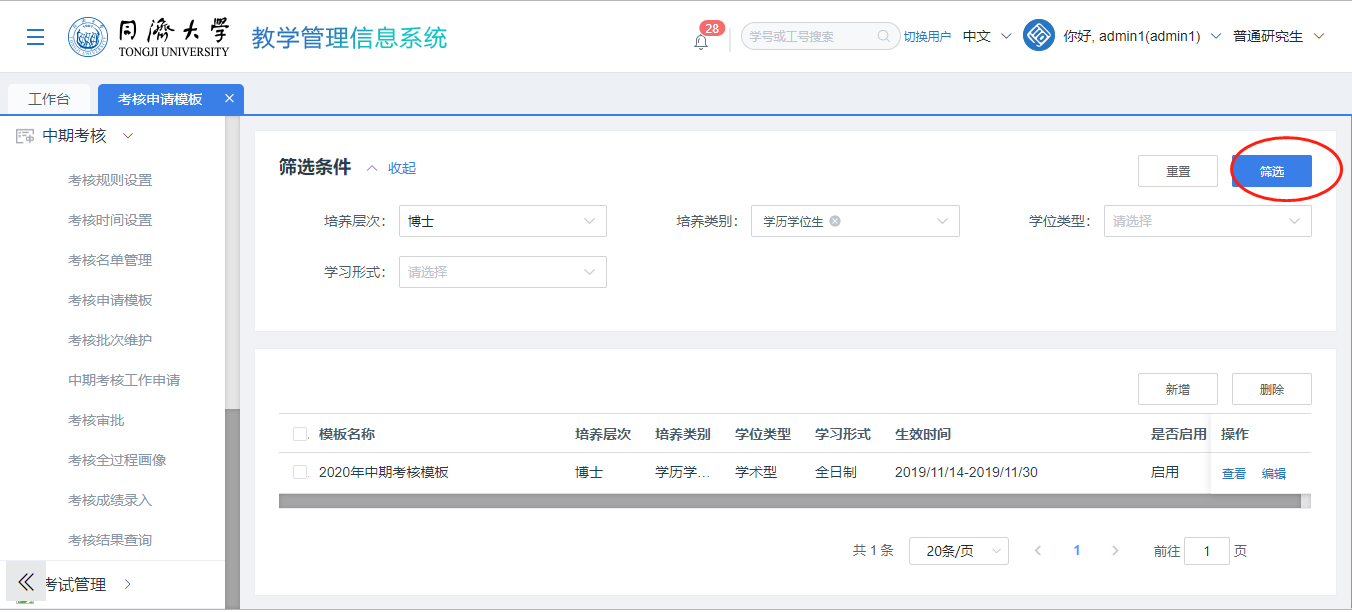 同濟大学
TONGJI UNIVERSITY
教学管理信息系统
28
学号或工号搜索
切换用户
中文
你好, admin1(admin1)
普通研究生
工作台
考核申请模板
中期考核
考核规则设置
考核时间设置
考核名单管理
考核申请模板
考核批次维护
中期考核工作申请
考核审批
考核全过程画像
考核成绩录入
考核结果查询
考试管理
筛选条件 收起
重置 筛选
培养层次: 博士 培养类别: 学历学位生 学位类型: 请选择
学习形式: 请选择
新增 删除
模板名称 培养层次 培养类别 学位类型 学习形式 生效时间 是否启用 操作
2020年中期考核模板 博士 学历学... 学术型 全日制 2019/11/14-2019/11/30 启用 查看 编辑
共 1 条 20条/页 1 前往 1 页